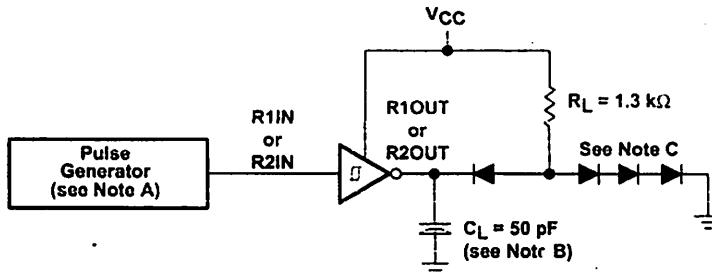 VCC
R1IN
or
R2IN
R1OUT
or
R2OUT
RL = 1.3 kΩ
See Note C
Pulse
Generator
(see Note A)
CL = 50 pF
(see Notr B)